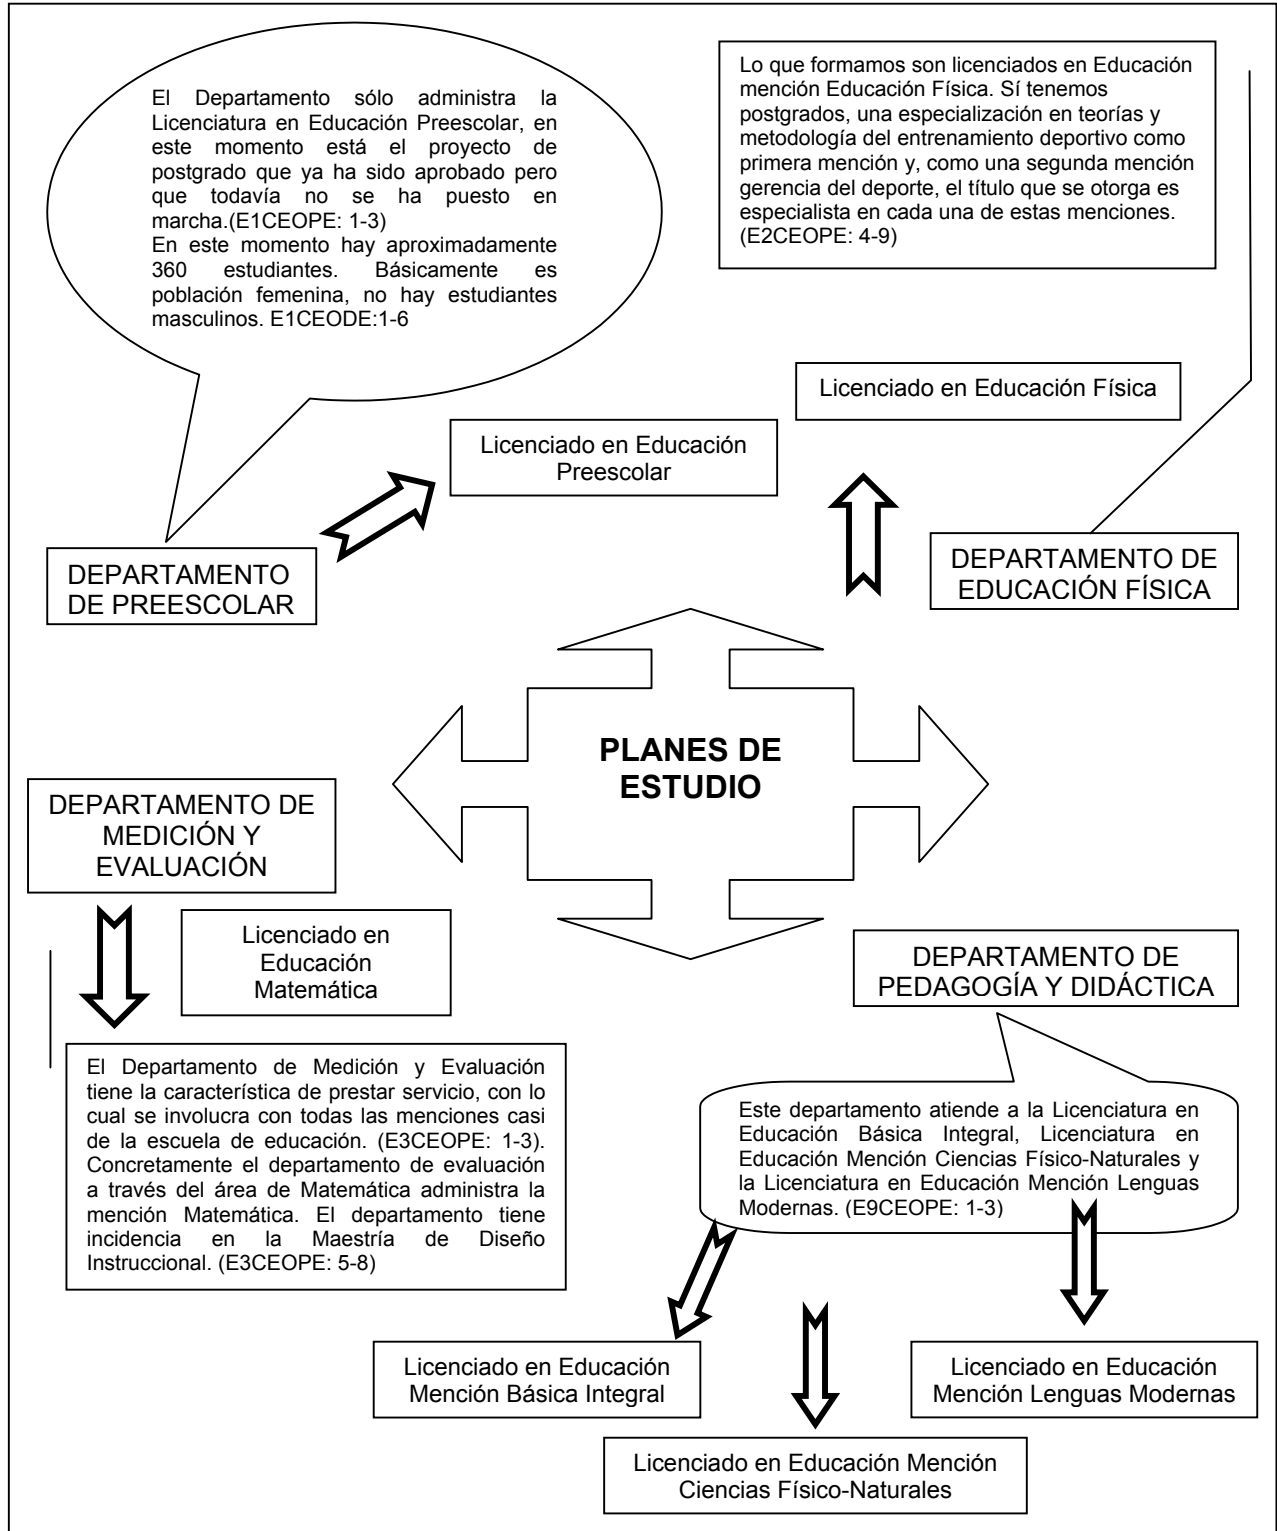 El Departamento sólo administra la
Licenciatura en Educación Preescolar, en
este momento está el proyecto de
postgrado que ya ha sido aprobado pero
que todavía no se ha puesto en
marcha.(E1CEOPE: 1-3)
En este momento hay aproximadamente
360 estudiantes. Básicamente es
población femenina, no hay estudiantes
masculinos. E1CEODE:1-6
Lo que formamos son licenciados en Educación
mención Educación Física. Sí tenemos
postgrados, una especialización en teorías y
metodología del entrenamiento deportivo como
primera mención y, como una segunda mención
gerencia del deporte, el título que se otorga es
especialista en cada una de estas menciones.
(E2CEOPE: 4-9)
Licenciado en Educación Física
Licenciado en Educación
Preescolar
DEPARTAMENTO
DE PREESCOLAR
DEPARTAMENTO DE
EDUCACIÓN FÍSICA
PLANES DE
ESTUDIO
DEPARTAMENTO DE
MEDICIÓN Y
EVALUACIÓN
Licenciado en
Educación
Matemática
DEPARTAMENTO DE
PEDAGOGÍA Y DIDÁCTICA
El Departamento de Medición y Evaluación
tiene la característica de prestar servicio, con lo
cual se involucra con todas las menciones casi
de la escuela de educación. (E3CEOPE: 1-3).
Concretamente el departamento de evaluación
a través del área de Matemática administra la
mención Matemática. El departamento tiene
incidencia en la Maestría de Diseño
Instruccional. (E3CEOPE: 5-8)
Este departamento atiende a la Licenciatura en
Educación Básica Integral, Licenciatura en
Educación Mención Ciencias Físico-Naturales y
la Licenciatura en Educación Mención Lenguas
Modernas. (E9CEOPE: 1-3)
Licenciado en Educación
Mención Básica Integral
Licenciado en Educación
Mención Lenguas Modernas
Licenciado en Educación Mención
Ciencias Físico-Naturales